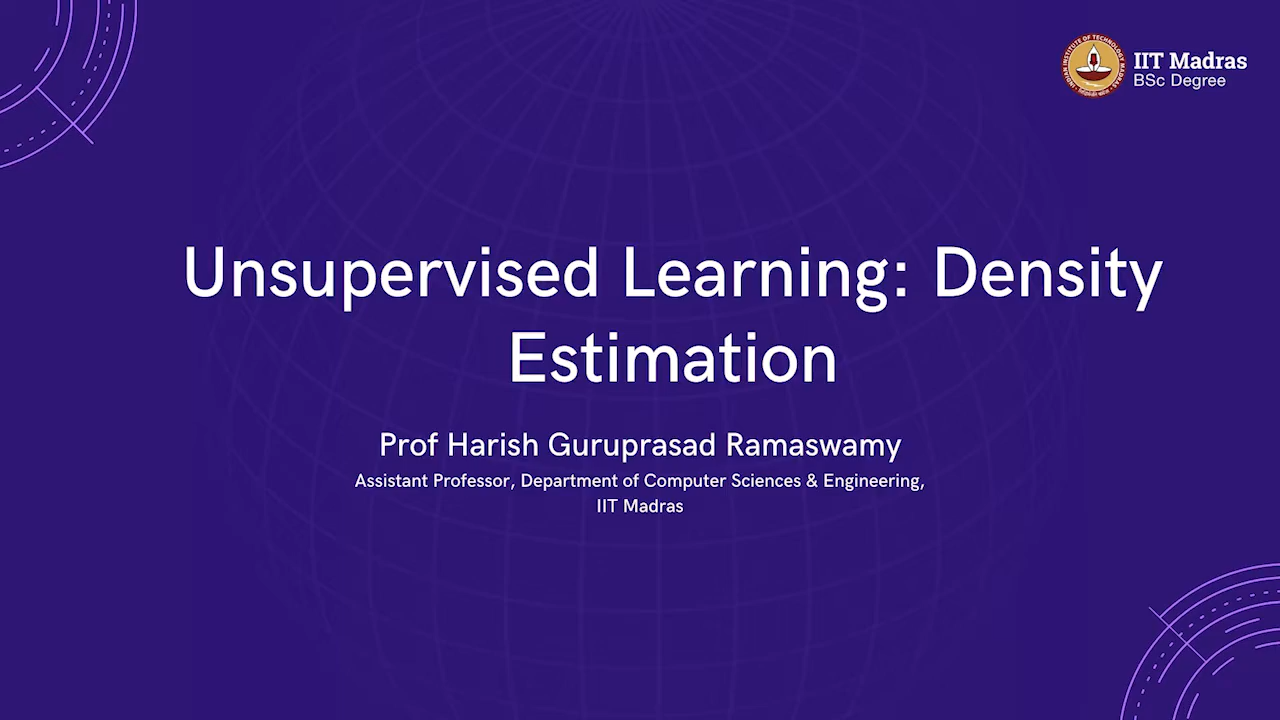 IIT Madras
BSc Degree
Unsupervised Learning: Density
Estimation
Prof Harish Guruprasad Ramaswamy
Assistant Professor, Department of Computer Sciences & Engineering,
IIT Madras